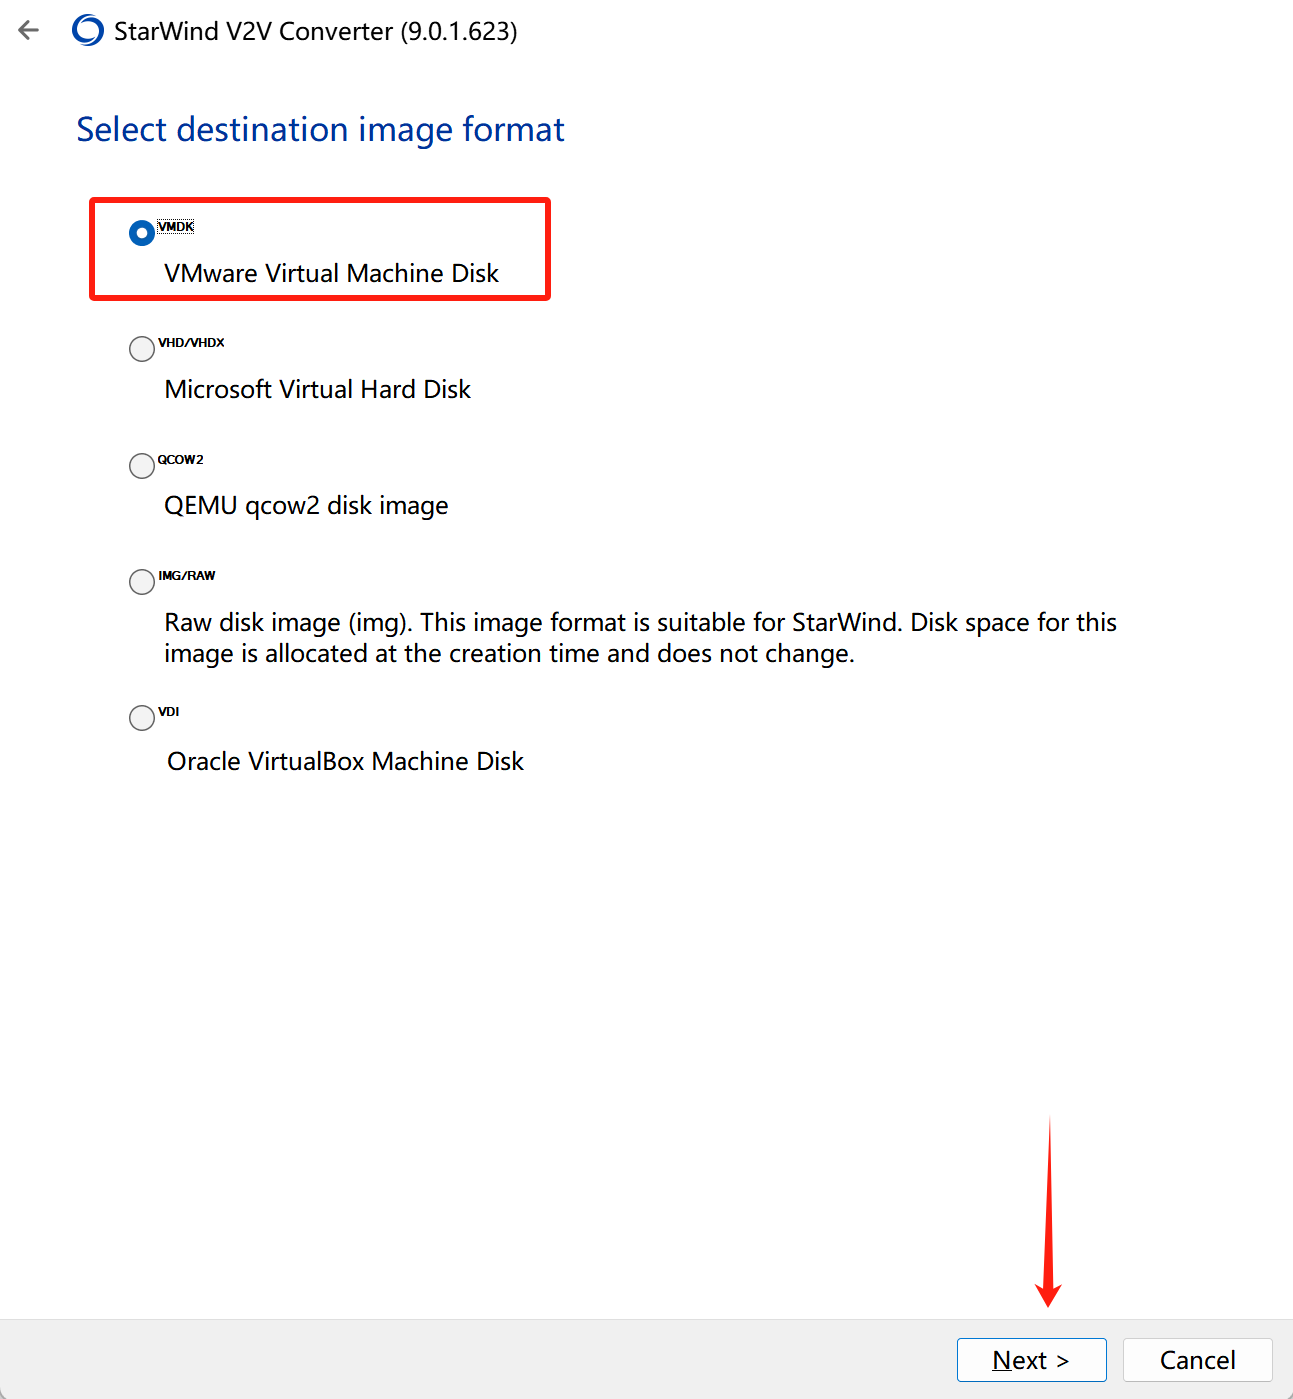 StarWind V2V Converter (9.0.1.623)
Select destination image format
VMDK
VMware Virtual Machine Disk
VHD/VHDX
Microsoft Virtual Hard Disk
QCOW2
QEMU qcow2 disk image
IMG/RAW
Raw disk image (img). This image format is suitable for StarWind. Disk space for this
image is allocated at the creation time and does not change.
VDI
Oracle VirtualBox Machine Disk
Next >
Cancel